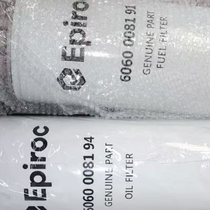 Epiroc
6060 0081 91
GENUINE PART
FUEL FILTER
Epiroc
6060 0081 94
GENUINE PART
OIL FILTER